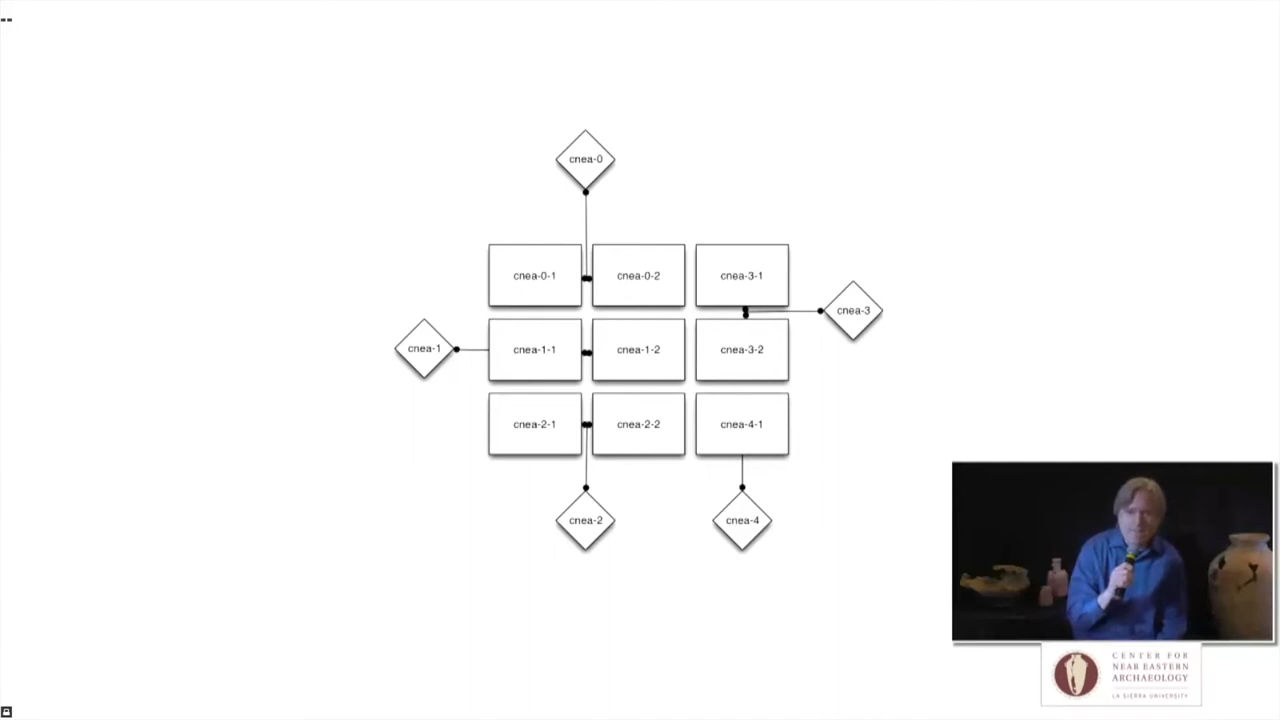 cnea-0
cnea-0-1
cnea-0-2
cnea-3-1
cnea-3
cnea-1
cnea-1-1
cnea-1-2
cnea-3-2
cnea-2-1
cnea-2-2
cnea-4-1
cnea-2
cnea-4
CENTER FOR
NEAR EASTERN
ARCHAEOLOGY
LA SIERRA UNIVERSITY